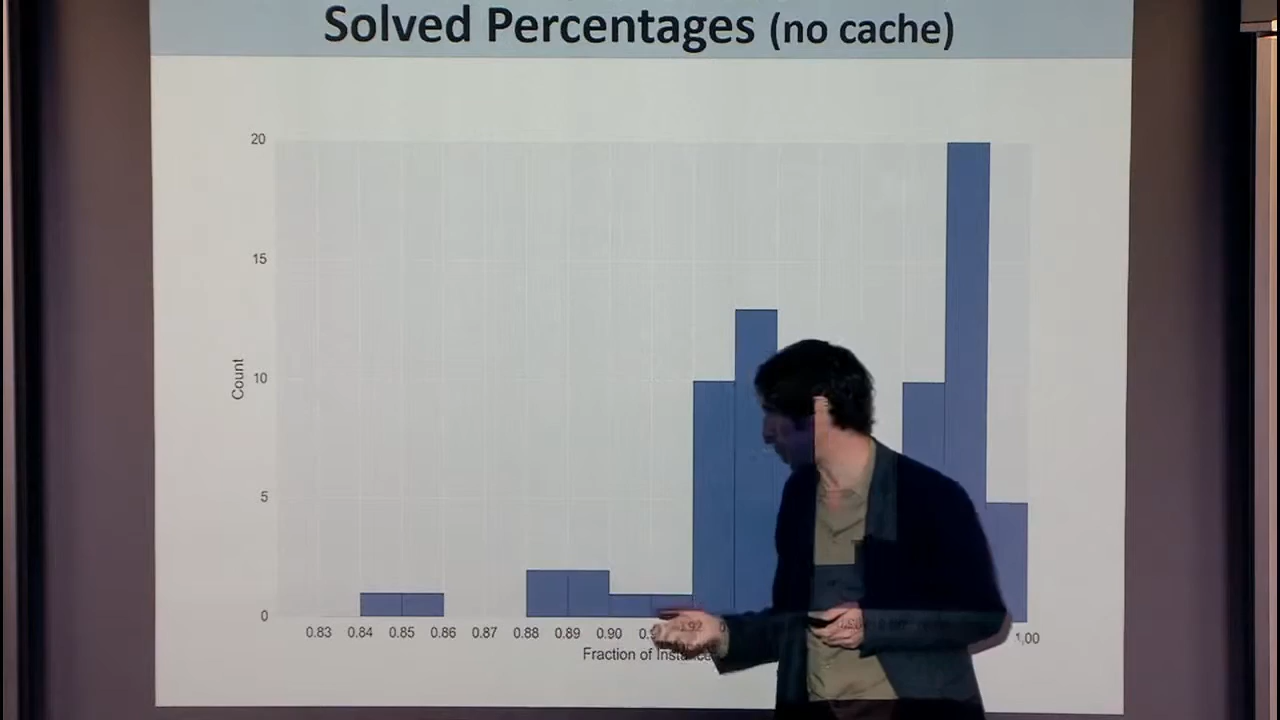 Solved Percentages (no cache)
20
15
10
5
0
Count
0.83 0.84 0.85 0.86 0.87 0.88 0.89 0.90 1,00
Fraction of